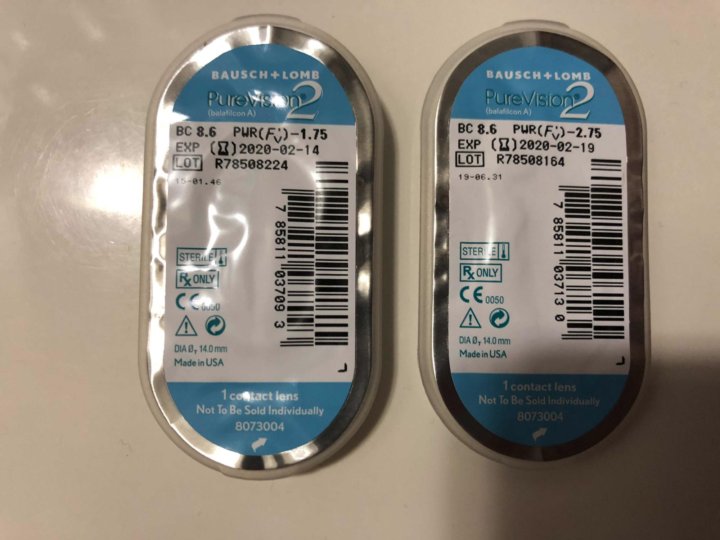 BAUSCH + LOMB
PureVision®2
(balafilcon A)
BC 8.6 PWR(F'v)-1.75
EXP 2020-02-14
LOT R78508224
15-01.46
STERILE
Rx ONLY
CE 0050
DIA Ø T 14.0 mm
Made in USA
7 85811 03709 3
1 contact lens
Not To Be Sold Individually
8073004
BAUSCH + LOMB
PureVision®2
(balafilcon A)
BC 8.6 PWR(F'v)-2.75
EXP 2020-02-19
LOT R78508164
19-06.31
STERILE
Rx ONLY
CE 0050
DIA Ø T 14.0 mm
Made in USA
7 85811 03713 0
1 contact lens
Not To Be Sold Individually
8073004